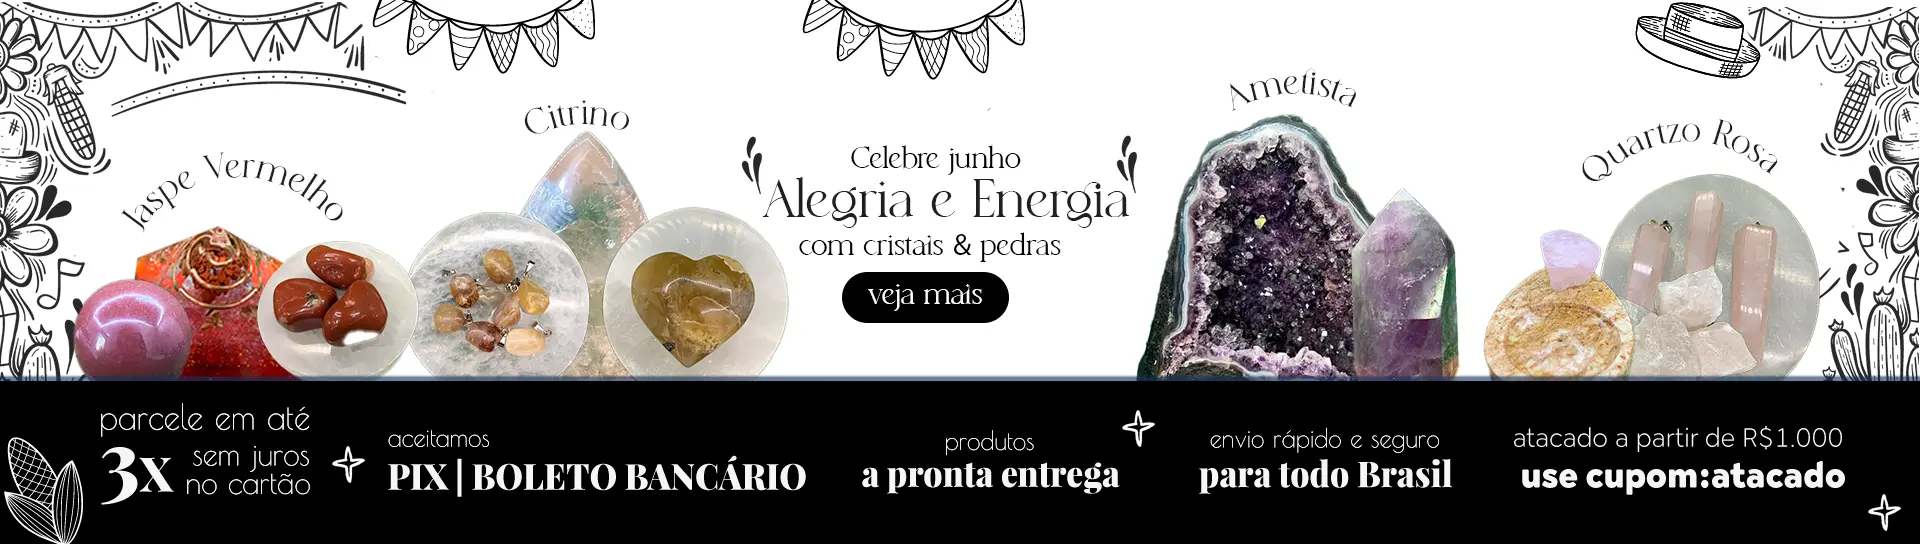 Jaspe Vermelho
Citrino
Celebre junho
Alegria e Energia
com cristais & pedras
veja mais
Ametista
Quartzo Rosa
parcele em até
3x sem juros
no cartão
aceitamos
PIX | BOLETO BANCÁRIO
produtos
a pronta entrega
envio rápido e seguro
para todo Brasil
atacado a partir de R$1.000
use cupom:atacado